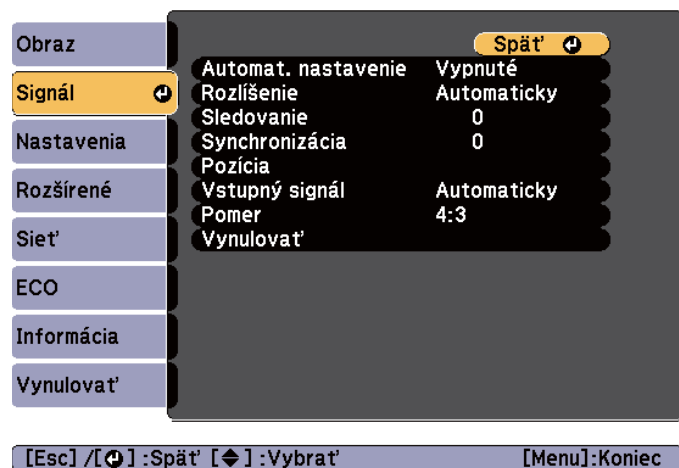 Obraz
Signál
Nastavenia
Rozšírené
Sieť
ECO
Informácia
Vynulovať
Späť
Automat. nastavenie Vypnuté
Rozlíšenie Automaticky
Sledovanie 0
Synchronizácia 0
Pozícia
Vstupný signál Automaticky
Pomer 4:3
Vynulovať
[Esc] /[⏎] :Späť [◆] :Vybrať [Menu]:Koniec